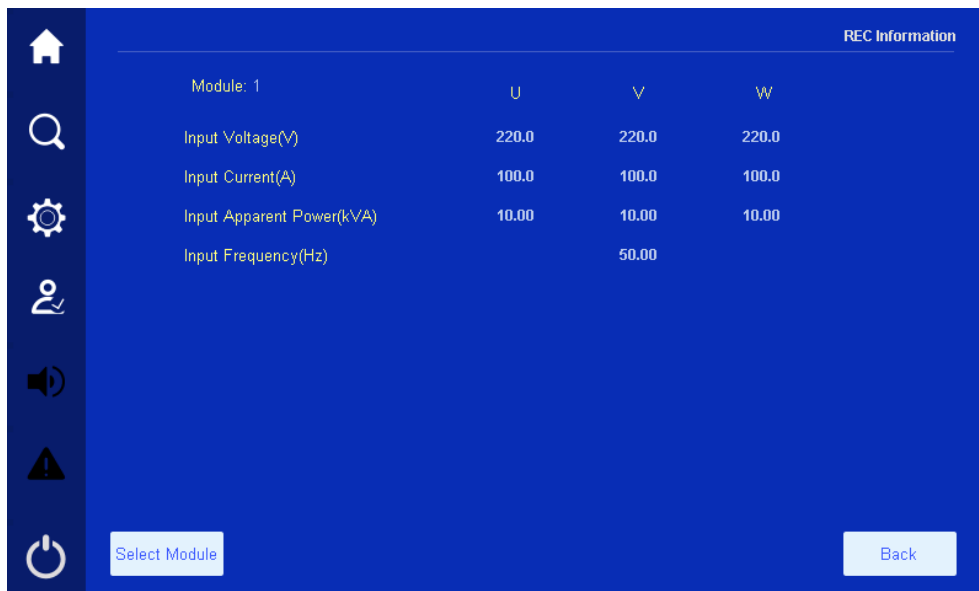 REC Information
Module: 1 U V W
Input Voltage(V) 220.0 220.0 220.0
Input Current(A) 100.0 100.0 100.0
Input Apparent Power(kVA) 10.00 10.00 10.00
Input Frequency(Hz) 50.00
Select Module Back